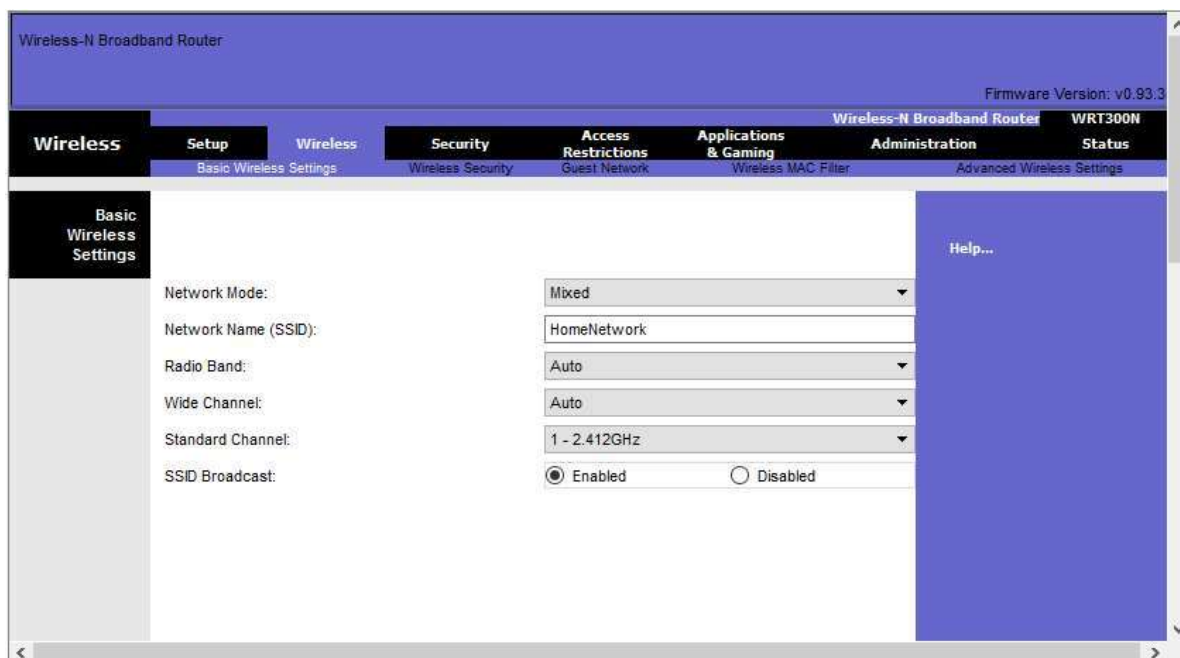 Wireless-N Broadband Router
Firmware Version: v0.93.3
Wireless-N Broadband Router WRT300N
Wireless
Setup Wireless Security Access Restrictions Applications & Gaming Administration Status
Basic Wireless Settings Wireless Security Guest Network Wireless MAC Filter Advanced Wireless Settings
Basic
Wireless
Settings
Help...
Network Mode: Mixed
Network Name (SSID): HomeNetwork
Radio Band: Auto
Wide Channel: Auto
Standard Channel: 1 - 2.412GHz
SSID Broadcast: Enabled Disabled